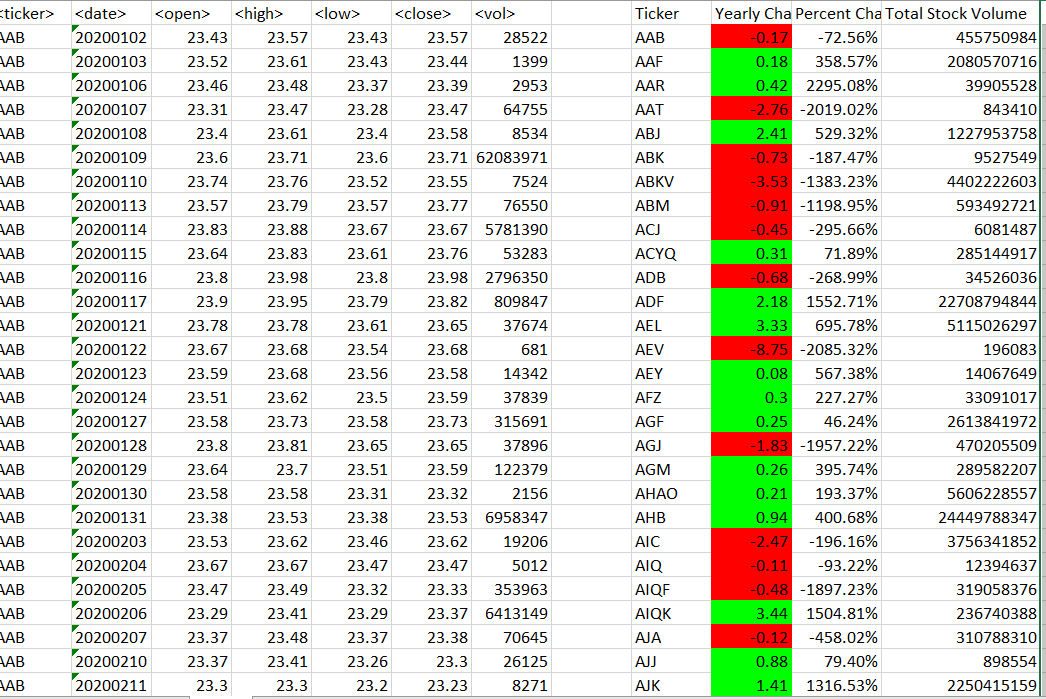 <ticker> <date> <open> <high> <low> <close> <vol> Ticker Yearly Cha Percent Cha Total Stock Volume
AAB 20200102 23.43 23.57 23.43 23.57 28522 AAB -0.17 -72.56% 455750984
AAB 20200103 23.52 23.61 23.43 23.44 1399 AAF 0.18 358.57% 2080570716
AAB 20200106 23.46 23.48 23.37 23.39 2953 AAR 0.42 2295.08% 39905528
AAB 20200107 23.31 23.47 23.28 23.47 64755 AAT -2.76 -2019.02% 843410
AAB 20200108 23.4 23.61 23.4 23.58 8534 ABJ 2.41 529.32% 1227953758
AAB 20200109 23.6 23.71 23.6 23.71 62083971 ABK -0.73 -187.47% 9527549
AAB 20200110 23.74 23.76 23.52 23.55 7524 ABKV -3.53 -1383.23% 4402222603
AAB 20200113 23.57 23.79 23.57 23.77 76550 ABM -0.91 -1198.95% 593492721
AAB 20200114 23.83 23.88 23.67 23.67 5781390 ACJ -0.45 -295.66% 6081487
AAB 20200115 23.64 23.83 23.61 23.76 53283 ACYQ 0.31 71.89% 285144917
AAB 20200116 23.8 23.98 23.8 23.98 2796350 ADB -0.68 -268.99% 34526036
AAB 20200117 23.9 23.95 23.79 23.82 809847 ADF 2.18 1552.71% 22708794844
AAB 20200121 23.78 23.78 23.61 23.65 37674 AEL 3.33 695.78% 5115026297
AAB 20200122 23.67 23.68 23.54 23.68 681 AEV -8.75 -2085.32% 196083
AAB 20200123 23.59 23.68 23.56 23.58 14342 AEY 0.08 567.38% 14067649
AAB 20200124 23.51 23.62 23.5 23.59 37839 AFZ 0.3 227.27% 33091017
AAB 20200127 23.58 23.73 23.58 23.73 315691 AGF 0.25 46.24% 2613841972
AAB 20200128 23.8 23.81 23.65 23.65 37896 AGJ -1.83 -1957.22% 470205509
AAB 20200129 23.64 23.7 23.51 23.59 122379 AGM 0.26 395.74% 289582207
AAB 20200130 23.58 23.58 23.31 23.32 2156 AHAO 0.21 193.37% 5606228557
AAB 20200131 23.38 23.53 23.38 23.53 6958347 AHB 0.94 400.68% 24449788347
AAB 20200203 23.53 23.62 23.46 23.62 19206 AIC -2.47 -196.16% 3756341852
AAB 20200204 23.67 23.67 23.47 23.47 5012 AIQ -0.11 -93.22% 12394637
AAB 20200205 23.47 23.49 23.32 23.33 353963 AIQF -0.48 -1897.23% 319058376
AAB 20200206 23.29 23.41 23.29 23.37 6413149 AIQK 3.44 1504.81% 236740388
AAB 20200207 23.37 23.48 23.37 23.38 70645 AJA -0.12 -458.02% 310788310
AAB 20200210 23.37 23.41 23.26 23.3 26125 AJJ 0.88 79.40% 898554
AAB 20200211 23.3 23.3 23.2 23.23 8271 AJK 1.41 1316.53% 2250415159